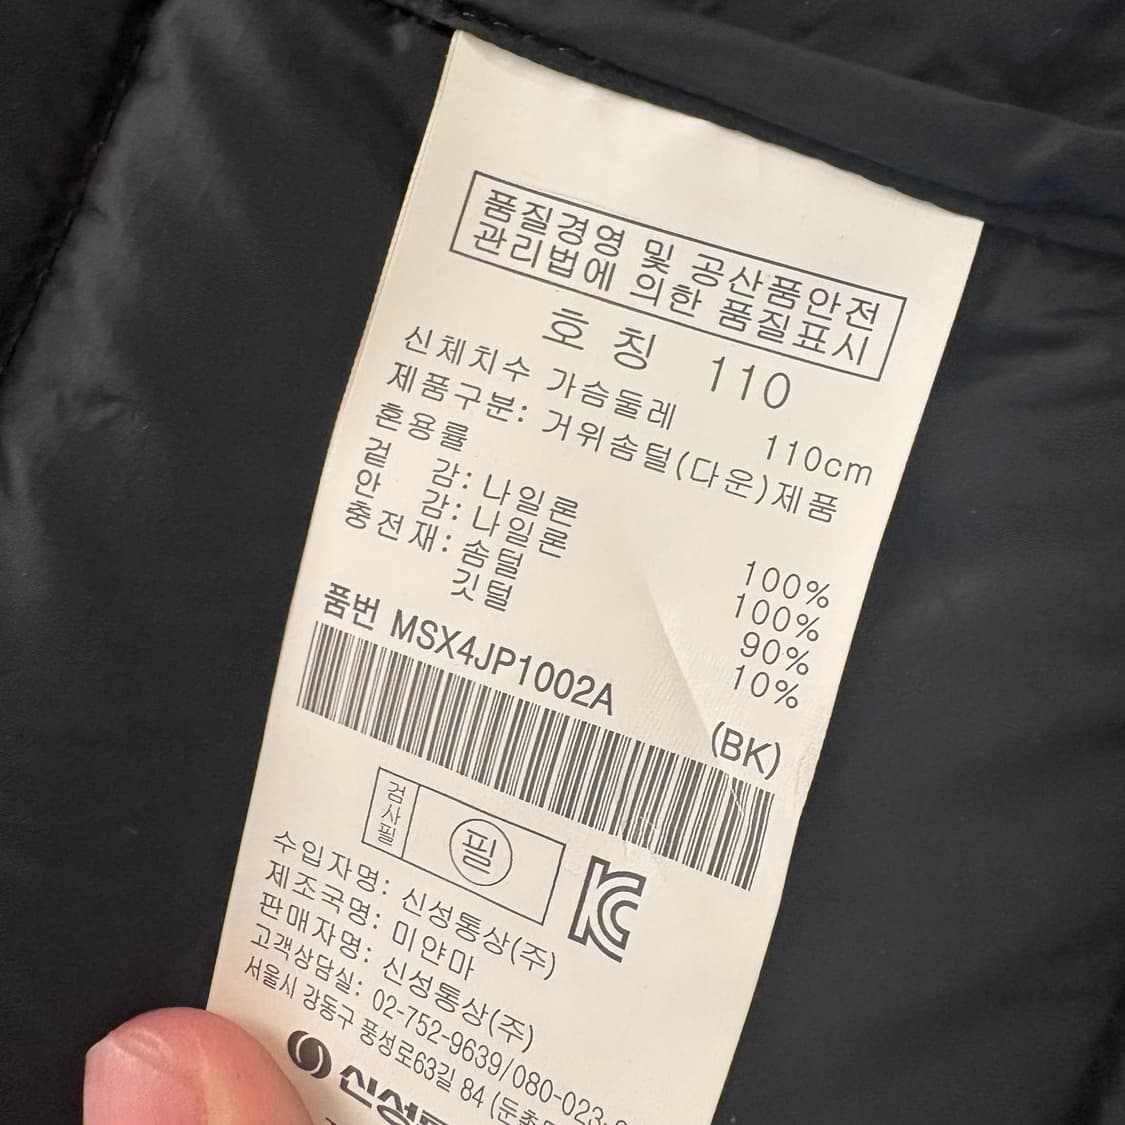 품질경영 및 공산품안전
관리법에 의한 품질표시
호 칭 110
신체치수 가슴둘레 110cm
제품구분: 거위솜털(다운)제품
혼용률
겉 감: 나일론 100%
안 감: 나일론 100%
충전재: 솜털 90%
깃털 10%
품번 MSX4JP1002A (BK)
검사필 필
수입자명: 신성통상(주)
제조국명: 미얀마
판매자명: 신성통상(주)
고객상담실: 02-752-9639/080-023-
서울시 강동구 풍성로63길 84 (둔촌
신성